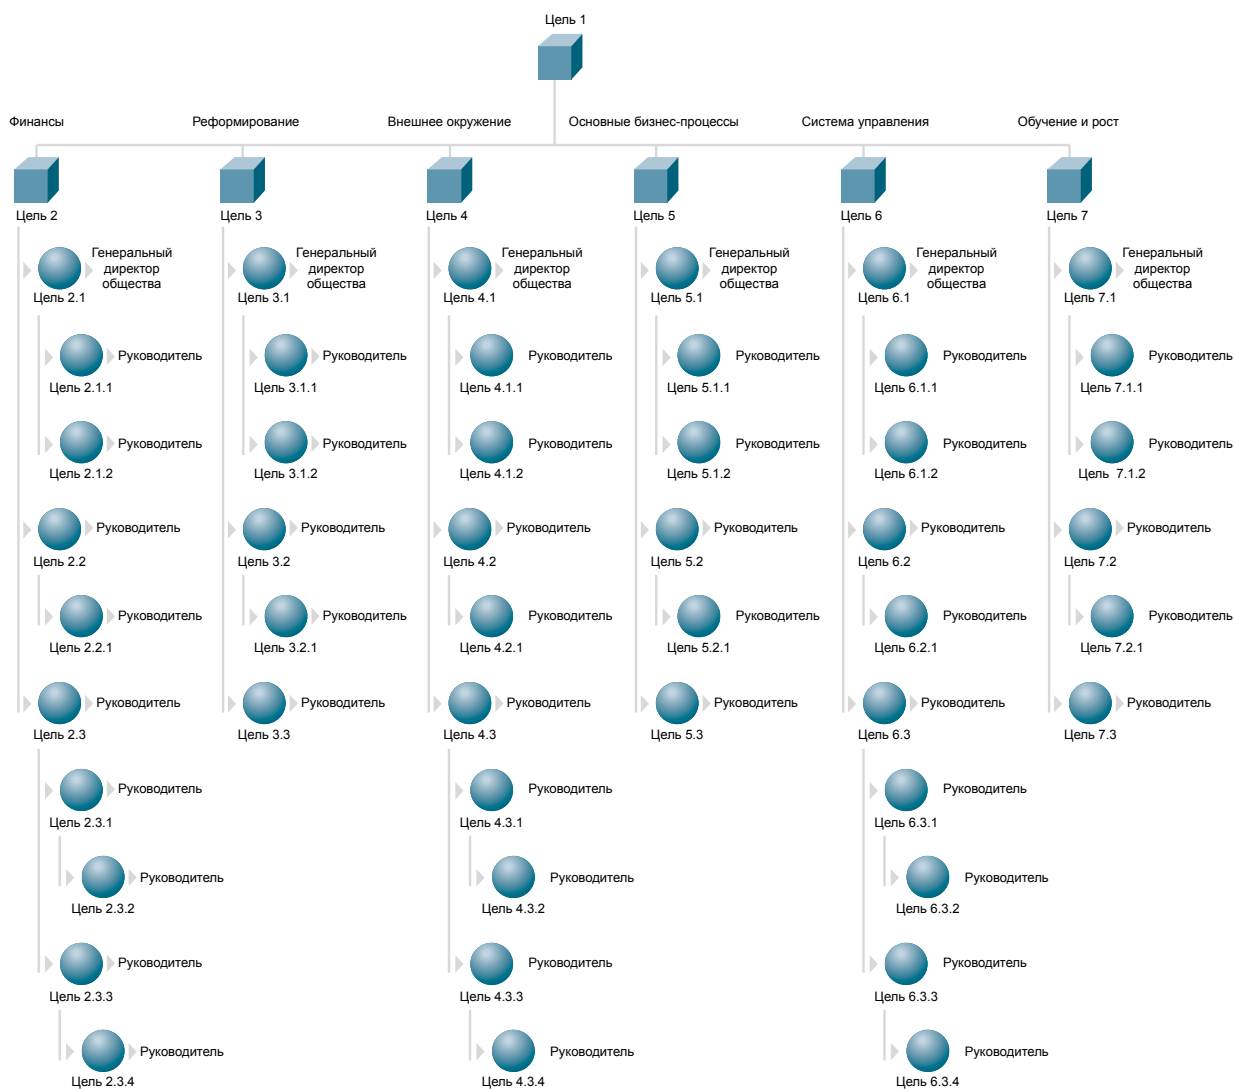 Цель 1
Финансы
Реформирование
Внешнее окружение
Основные бизнес-процессы
Система управления
Обучение и рост
Цель 2
Цель 3
Цель 4
Цель 5
Цель 6
Цель 7
Генеральный
директор
общества
Цель 2.1
Генеральный
директор
общества
Цель 3.1
Генеральный
директор
общества
Цель 4.1
Генеральный
директор
общества
Цель 5.1
Генеральный
директор
общества
Цель 6.1
Генеральный
директор
общества
Цель 7.1
Руководитель
Цель 2.1.1
Руководитель
Цель 3.1.1
Руководитель
Цель 4.1.1
Руководитель
Цель 5.1.1
Руководитель
Цель 6.1.1
Руководитель
Цель 7.1.1
Руководитель
Цель 2.1.2
Руководитель
Цель 3.1.2
Руководитель
Цель 4.1.2
Руководитель
Цель 5.1.2
Руководитель
Цель 6.1.2
Руководитель
Цель 7.1.2
Руководитель
Цель 2.2
Руководитель
Цель 3.2
Руководитель
Цель 4.2
Руководитель
Цель 5.2
Руководитель
Цель 6.2
Руководитель
Цель 7.2
Руководитель
Цель 2.2.1
Руководитель
Цель 3.2.1
Руководитель
Цель 4.2.1
Руководитель
Цель 5.2.1
Руководитель
Цель 6.2.1
Руководитель
Цель 7.2.1
Руководитель
Цель 2.3
Руководитель
Цель 3.3
Руководитель
Цель 4.3
Руководитель
Цель 5.3
Руководитель
Цель 6.3
Руководитель
Цель 7.3
Руководитель
Цель 2.3.1
Руководитель
Цель 4.3.1
Руководитель
Цель 6.3.1
Руководитель
Цель 2.3.2
Руководитель
Цель 4.3.2
Руководитель
Цель 6.3.2
Руководитель
Цель 2.3.3
Руководитель
Цель 4.3.3
Руководитель
Цель 6.3.3
Руководитель
Цель 2.3.4
Руководитель
Цель 4.3.4
Руководитель
Цель 6.3.4